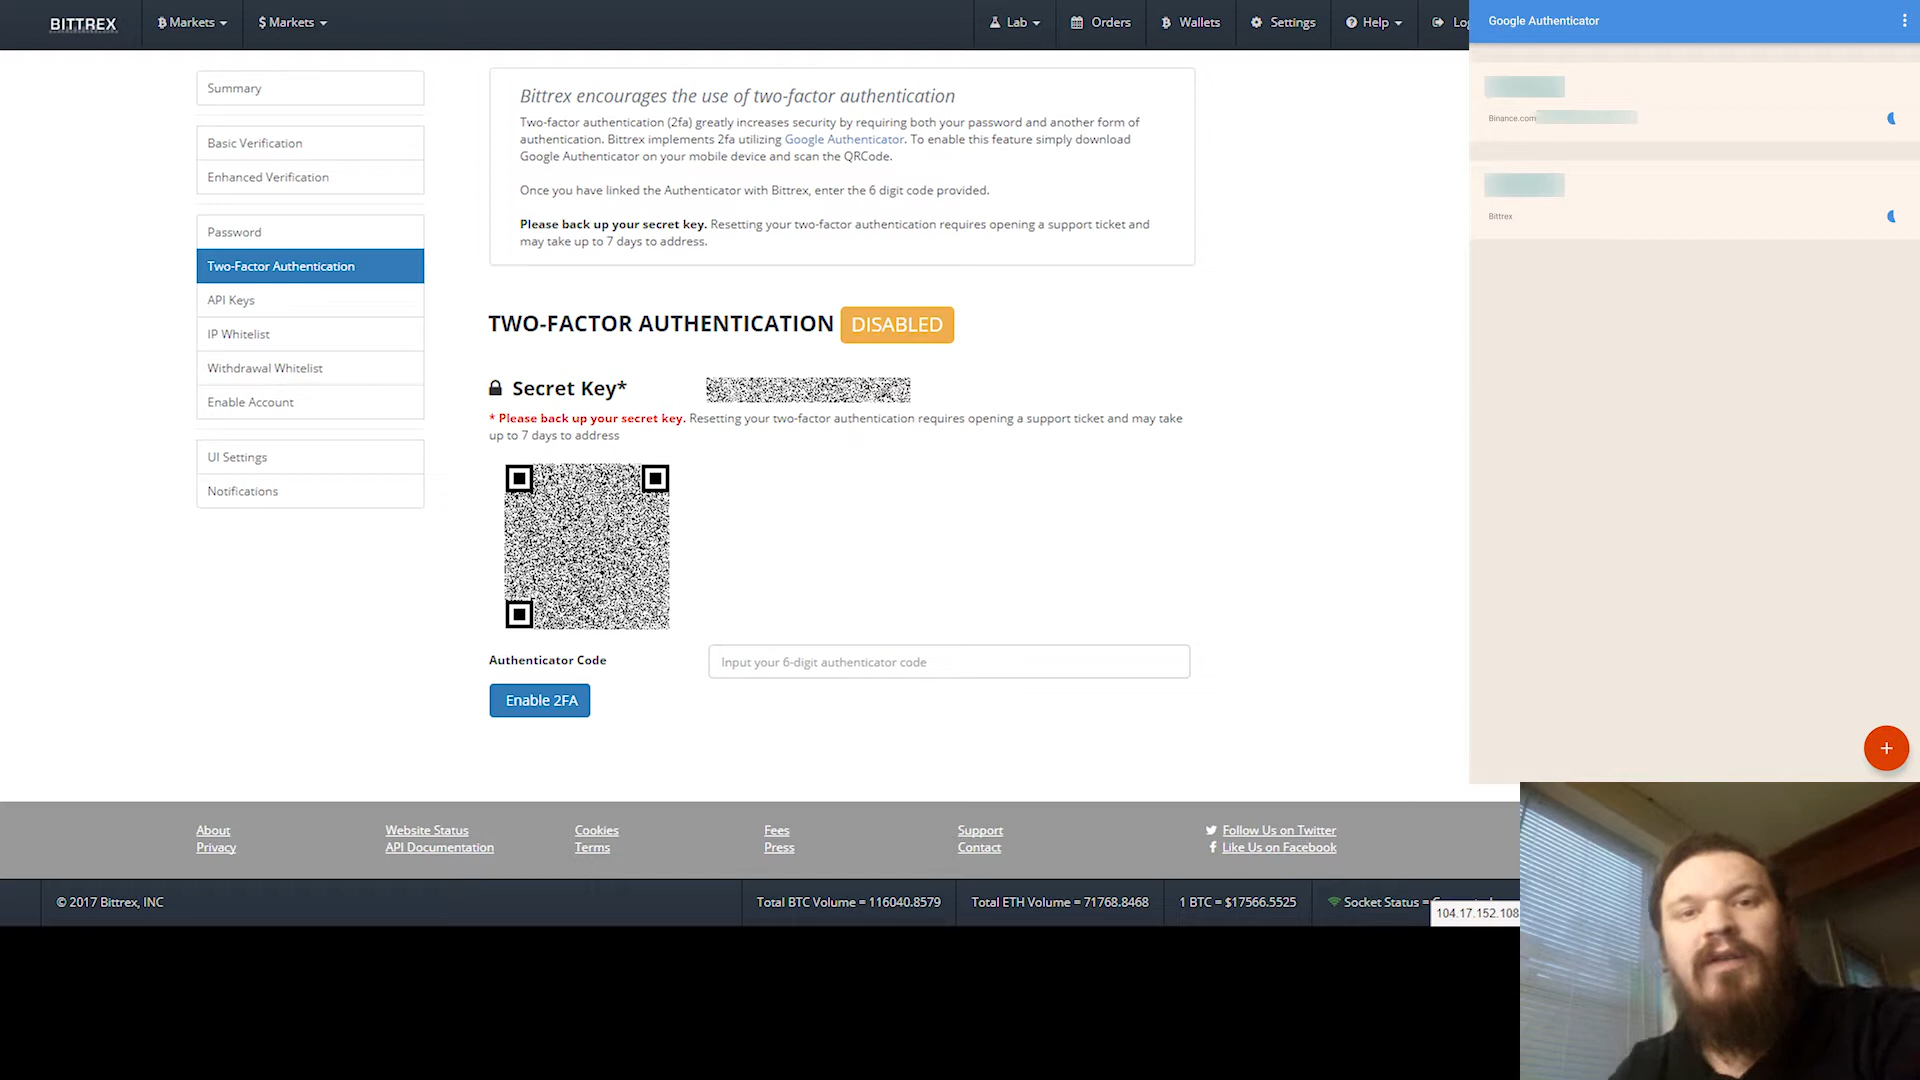 BITTREX
Markets
$ Markets
Lab
Orders
Wallets
Settings
Help
Google Authenticator
Summary
Basic Verification
Enhanced Verification
Password
Two-Factor Authentication
API Keys
IP Whitelist
Withdrawal Whitelist
Enable Account
UI Settings
Notifications
Bittrex encourages the use of two-factor authentication
Two-factor authentication (2fa) greatly increases security by requiring both your password and another form of
authentication. Bittrex implements 2fa utilizing Google Authenticator. To enable this feature simply download
Google Authenticator on your mobile device and scan the QRCode.
Once you have linked the Authenticator with Bittrex, enter the 6 digit code provided.
Please back up your secret key. Resetting your two-factor authentication requires opening a support ticket and
may take up to 7 days to address.
TWO-FACTOR AUTHENTICATION DISABLED
Secret Key*
* Please back up your secret key. Resetting your two-factor authentication requires opening a support ticket and may take
up to 7 days to address
Authenticator Code
Input your 6-digit authenticator code
Enable 2FA
Binance.com
Bittrex
+
About
Privacy
Website Status
API Documentation
Cookies
Terms
Fees
Press
Support
Contact
Follow Us on Twitter
Like Us on Facebook
© 2017 Bittrex, INC
Total BTC Volume = 116040.8579
Total ETH Volume = 71768.8468
1 BTC = $17566.5525
Socket Status =
104.17.152.108